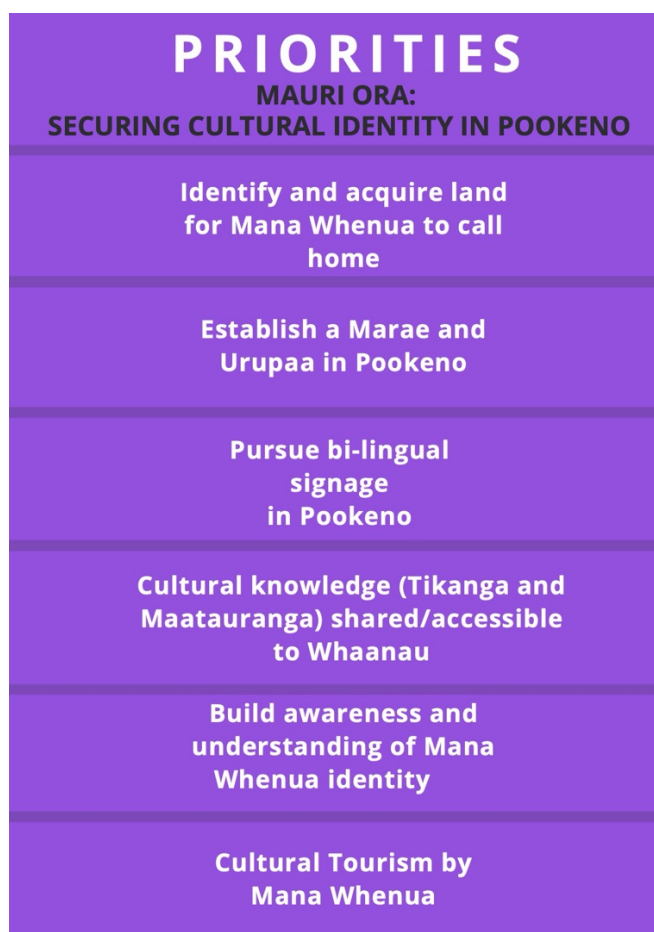 PRIORITIES
MAURI ORA:
SECURING CULTURAL IDENTITY IN POOKENO
Identify and acquire land
for Mana Whenua to call
home
Establish a Marae and
Urupaa in Pookeno
Pursue bi-lingual
signage
in Pookeno
Cultural knowledge (Tikanga and
Maatauranga) shared/accessible
to Whaanau
Build awareness and
understanding of Mana
Whenua identity
Cultural Tourism by
Mana Whenua